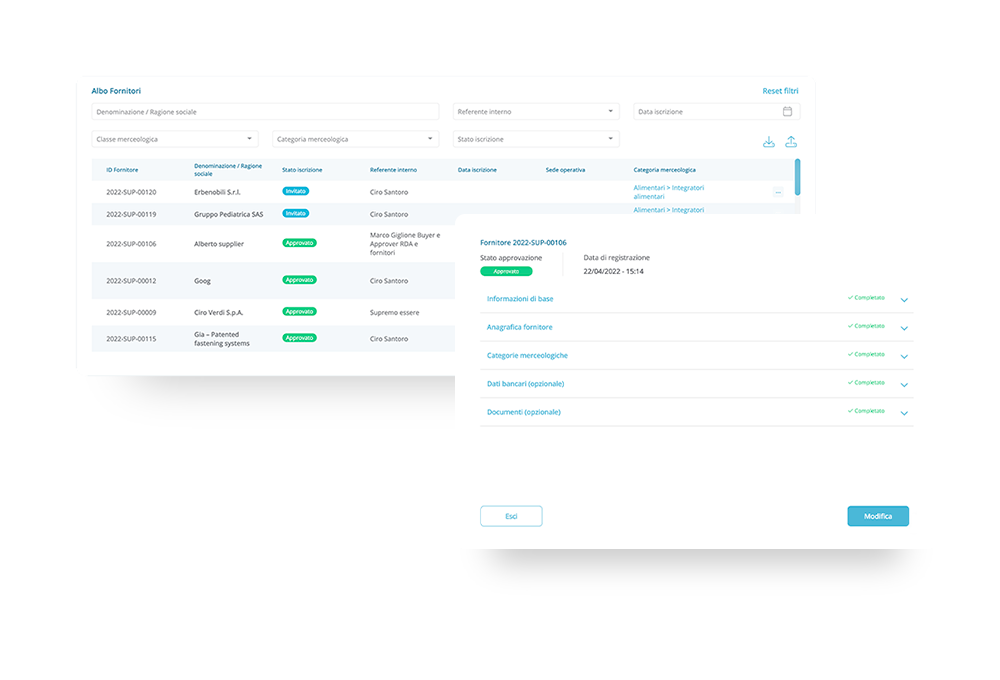 Albo Fornitori
Reset filtri
Denominazione / Ragione sociale
Referente interno
Data iscrizione
Classe merceologica
Categoria merceologica
Stato iscrizione
ID Fornitore
Denominazione / Ragione
sociale
Stato iscrizione
Referente interno
Data iscrizione
Sede operativa
Categoria merceologica
2022-SUP-00120
Erbenobili S.r.l.
Invitato
Ciro Santoro
Alimentari > Integratori
alimentari
...
2022-SUP-00119
Gruppo Pediatrica SAS
Invitato
Ciro Santoro
Alimentari > Integratori
2022-SUP-00106
Alberto supplier
Approvato
Marco Giglione Buyer e
Approver RDA e
fornitori
2022-SUP-00012
Goog
Approvato
Ciro Santoro
2022-SUP-00009
Ciro Verdi S.p.A.
Approvato
Supremo essere
2022-SUP-00115
Gia – Patented
fastening systems
Approvato
Ciro Santoro
Fornitore 2022-SUP-00106
Stato approvazione
Approvato
Data di registrazione
22/04/2022 - 15:14
Informazioni di base
Completata
Anagrafica fornitore
Completata
Categorie merceologiche
Completata
Dati bancari (opzionale)
Completata
Documenti (opzionale)
Completata
Esci
Modifica